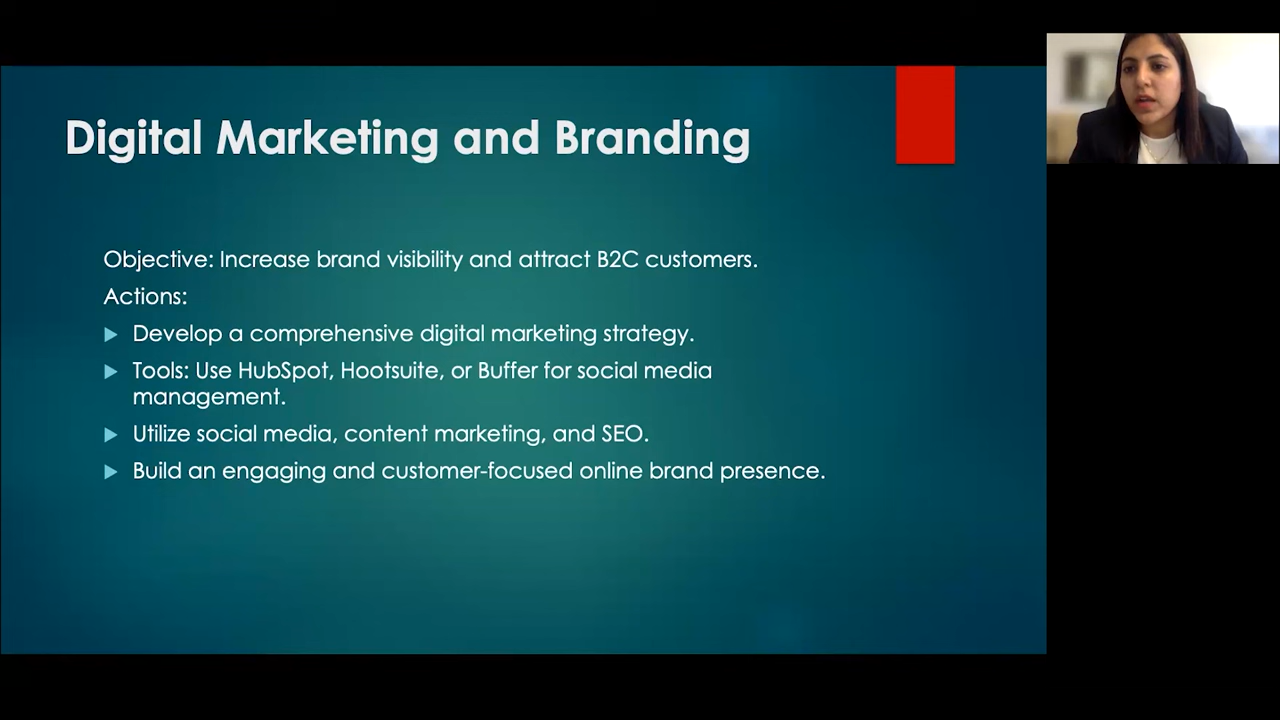 Digital Marketing and Branding
Objective: Increase brand visibility and attract B2C customers.
Actions:
Develop a comprehensive digital marketing strategy.
Tools: Use HubSpot, Hootsuite, or Buffer for social media
management.
Utilize social media, content marketing, and SEO.
Build an engaging and customer-focused online brand presence.